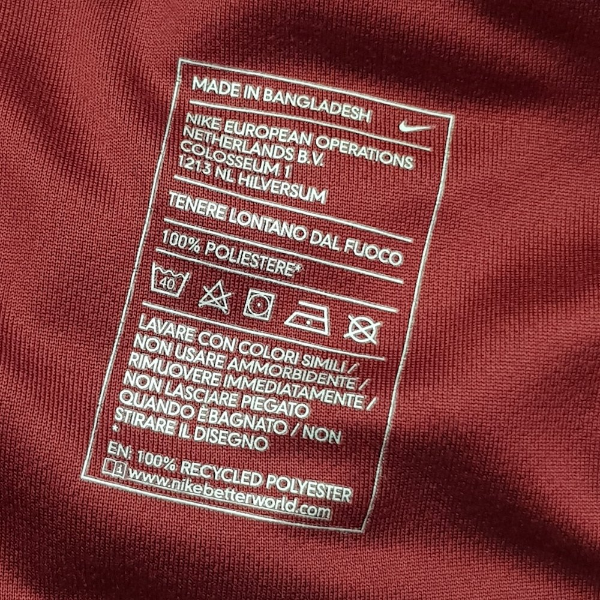 MADE IN BANGLADESH
NIKE EUROPEAN OPERATIONS
NETHERLANDS B.V.
COLOSSEUM 1
1213 NL HILVERSUM
TENERE LONTANO DAL FUOCO
100% POLIESTERE*
40
LAVARE CON COLORI SIMILI /
NON USARE AMMORBIDENTE /
RIMUOVERE IMMEDIATAMENTE /
NON LASCIARE PIEGATO
QUANDO ÈBAGNATO / NON
STIRARE IL DISEGNO
*
EN: 100% RECYCLED POLYESTER
www.nikebetterworld.com